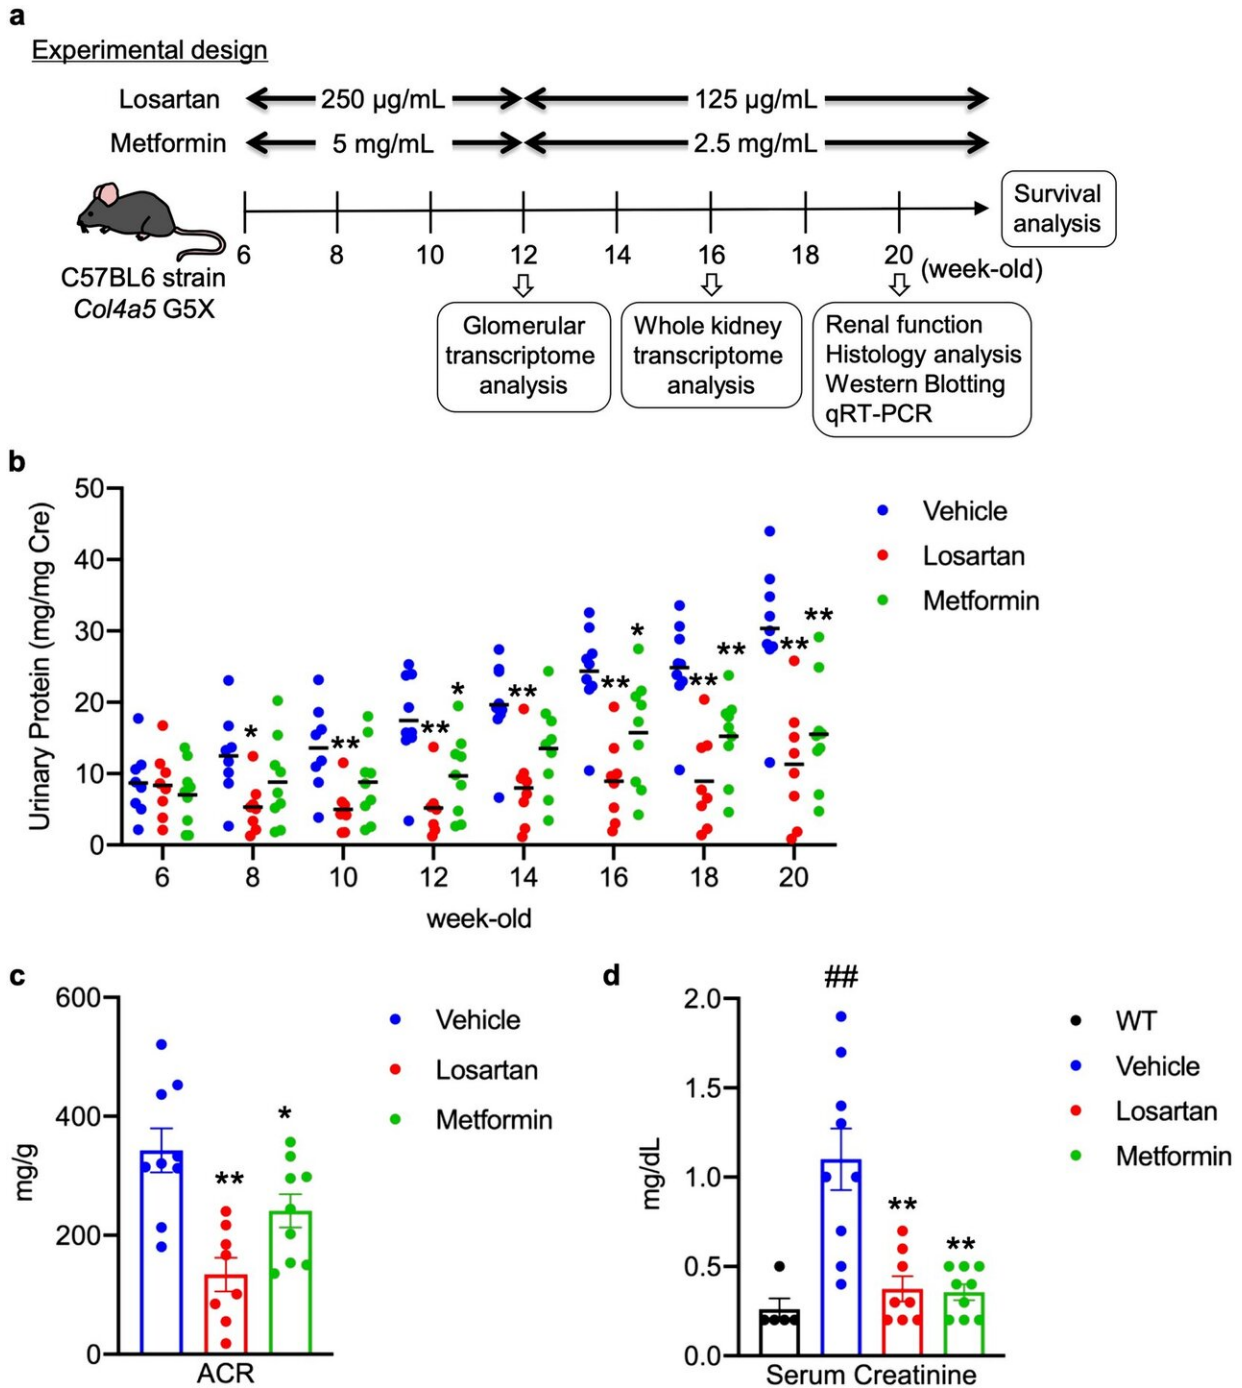 a
Experimental design
Losartan 250 µg/mL 125 µg/mL
Metformin 5 mg/mL 2.5 mg/mL
Survival
analysis
6 8 10 12 14 16 18 20 (week-old)
C57BL6 strain
Col4a5 G5X
Glomerular
transcriptome
analysis
Whole kidney
transcriptome
analysis
Renal function
Histology analysis
Western Blotting
qRT-PCR
b
Urinary Protein (mg/mg Cre)
50
40
30
20
10
0
* ** ** * ** ** * ** ** ** **
6 8 10 12 14 16 18 20
week-old
Vehicle
Losartan
Metformin
c
mg/g
600
400
200
0
** *
ACR
Vehicle
Losartan
Metformin
d
mg/dL
2.0
1.5
1.0
0.5
0.0
## ** **
Serum Creatinine
WT
Vehicle
Losartan
Metformin